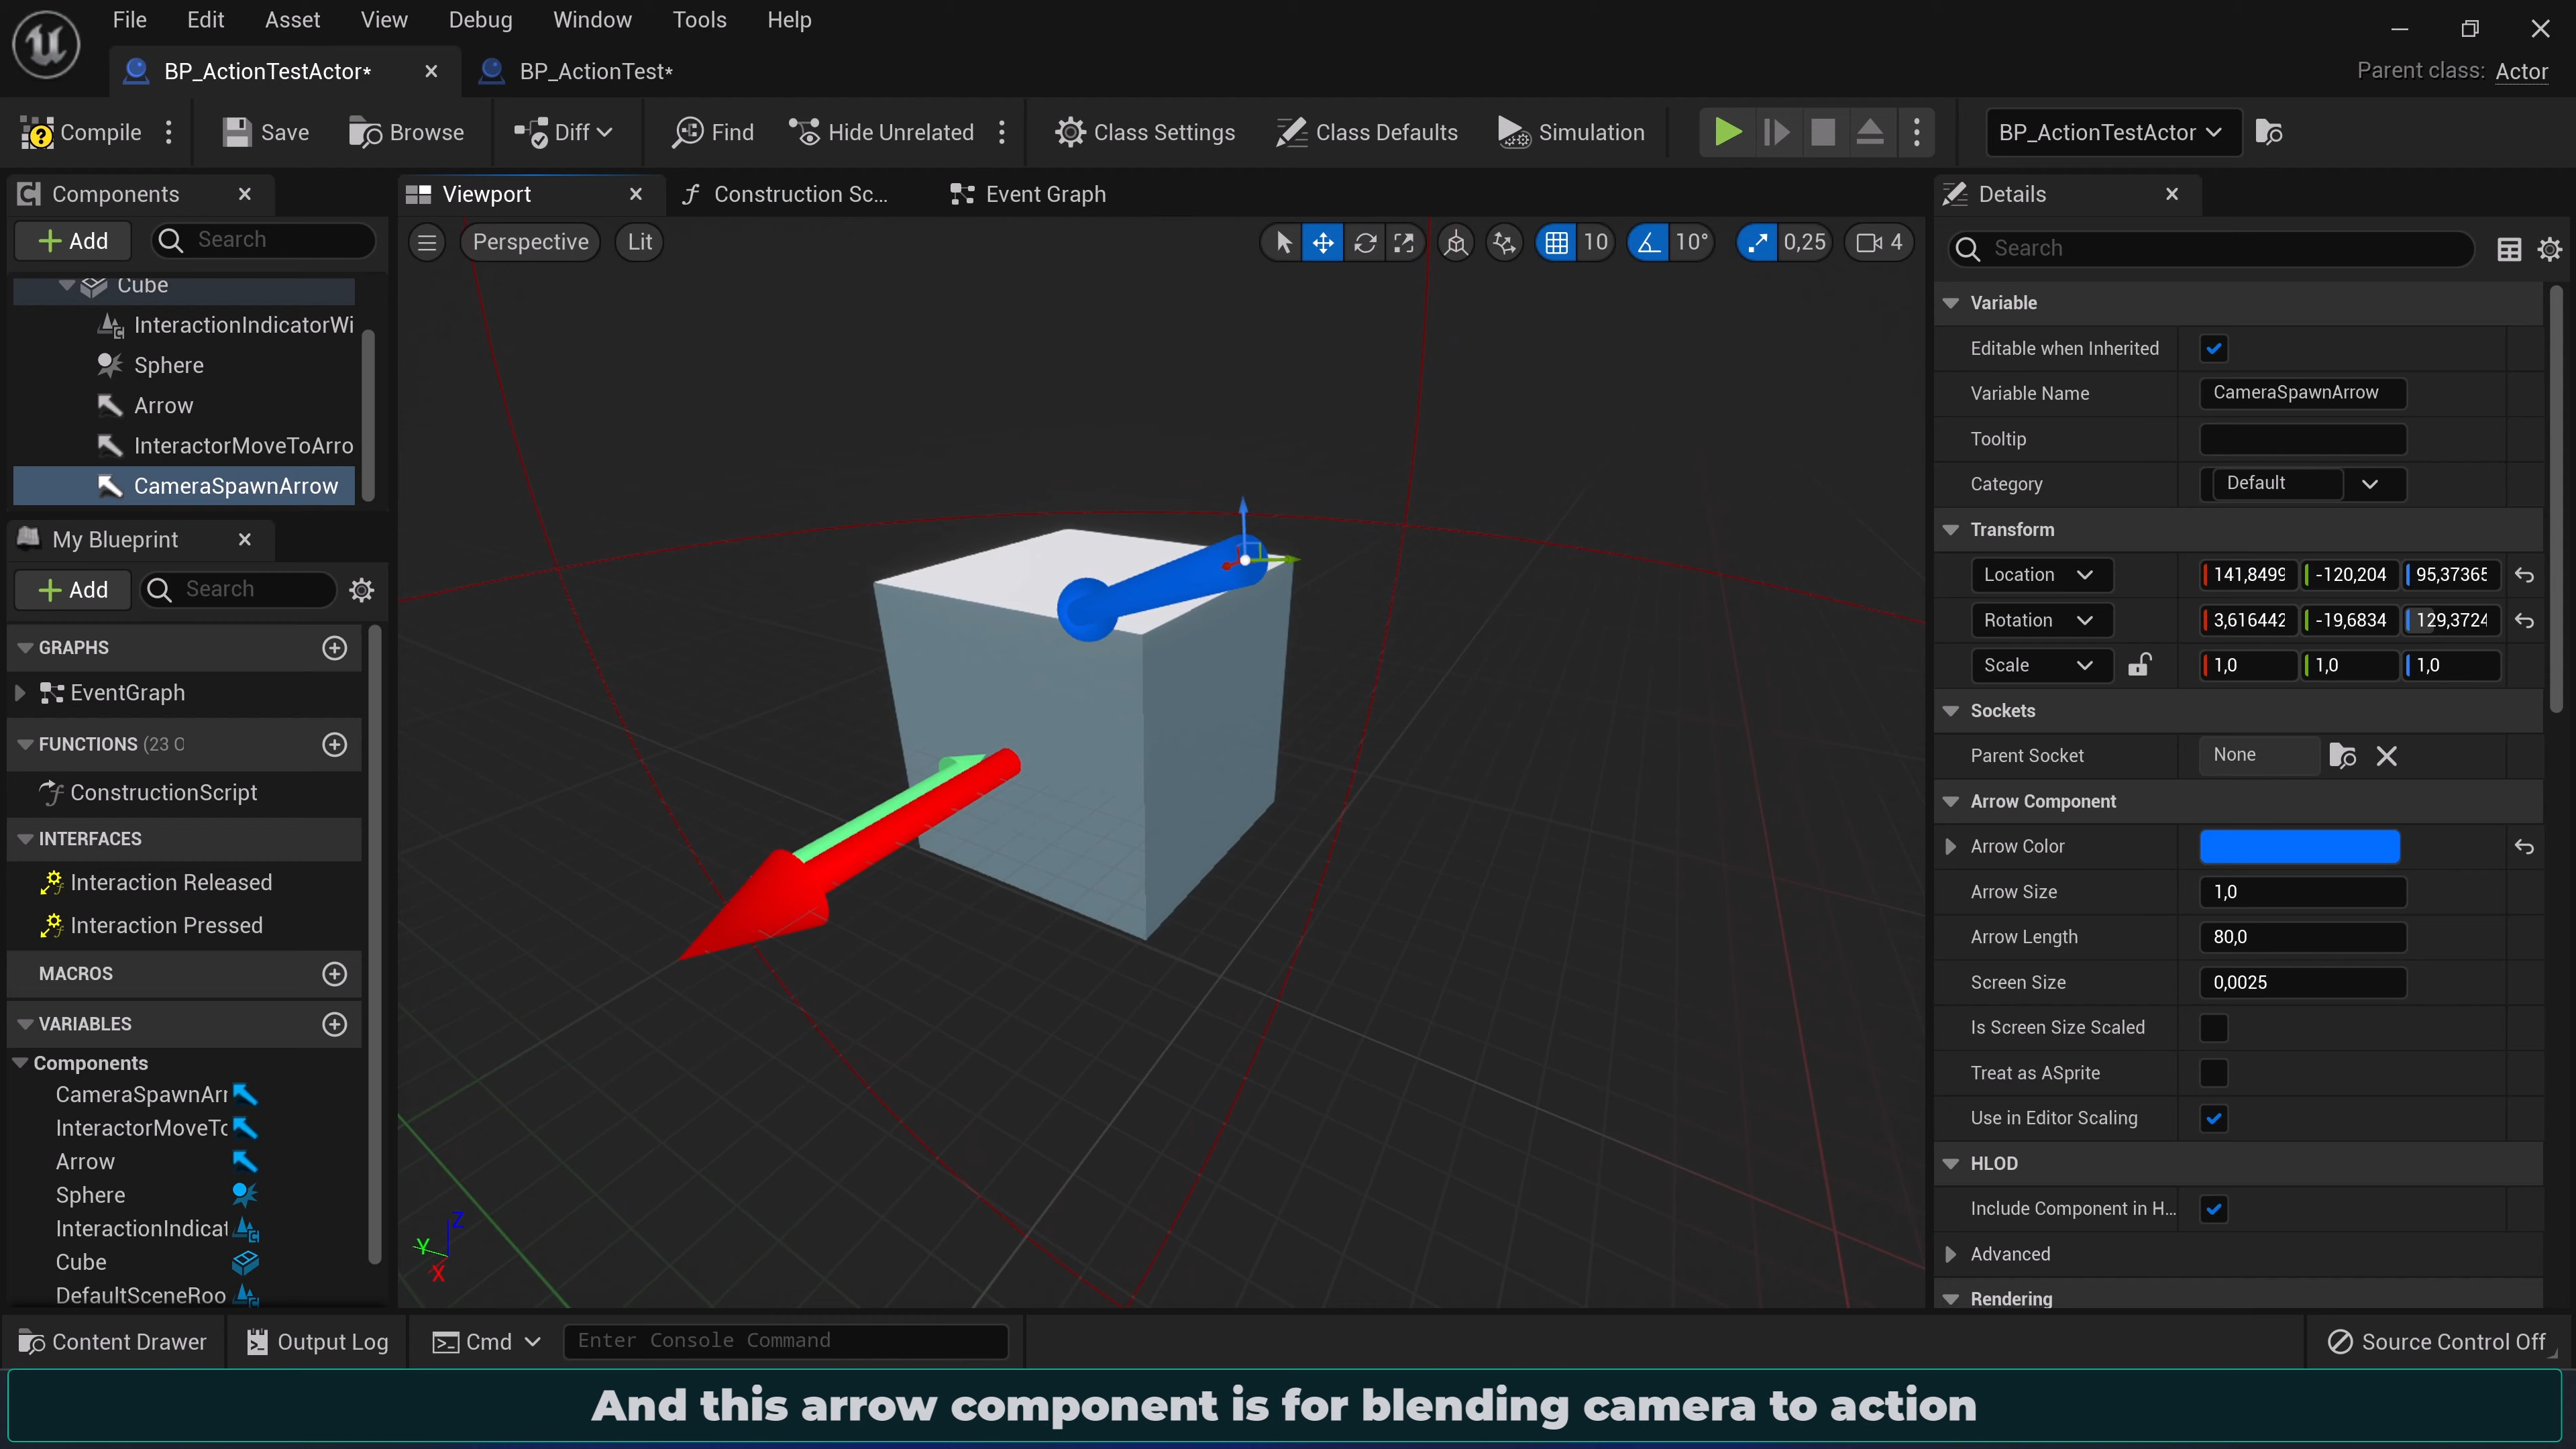 File Edit Asset View Debug Window Tools Help
BP_ActionTestActor*
BP_ActionTest*
Parent class: Actor
Compile
Save
Browse
Diff
Find
Hide Unrelated
Class Settings
Class Defaults
Simulation
BP_ActionTestActor
Components
Add
Search
Cube
InteractionIndicatorWi
Sphere
Arrow
InteractorMoveToArro
CameraSpawnArrow
My Blueprint
Add
Search
GRAPHS
EventGraph
FUNCTIONS (23 O
ConstructionScript
INTERFACES
Interaction Released
Interaction Pressed
MACROS
VARIABLES
Components
CameraSpawnArr
InteractorMoveTo
Arrow
Sphere
InteractionIndicat
Cube
DefaultSceneRoo
Viewport
Construction Sc...
Event Graph
Perspective
Lit
10
10°
0,25
4
Z
Y
X
Details
Search
Variable
Editable when Inherited
Variable Name CameraSpawnArrow
Tooltip
Category Default
Transform
Location 141,8499 -120,204 95,37365
Rotation 3,616442 -19,6834 129,3724
Scale 1,0 1,0 1,0
Sockets
Parent Socket None
Arrow Component
Arrow Color
Arrow Size 1,0
Arrow Length 80,0
Screen Size 0,0025
Is Screen Size Scaled
Treat as ASprite
Use in Editor Scaling
HLOD
Include Component in H...
Advanced
Rendering
Content Drawer
Output Log
Cmd
Enter Console Command
Source Control Off
And this arrow component is for blending camera to action